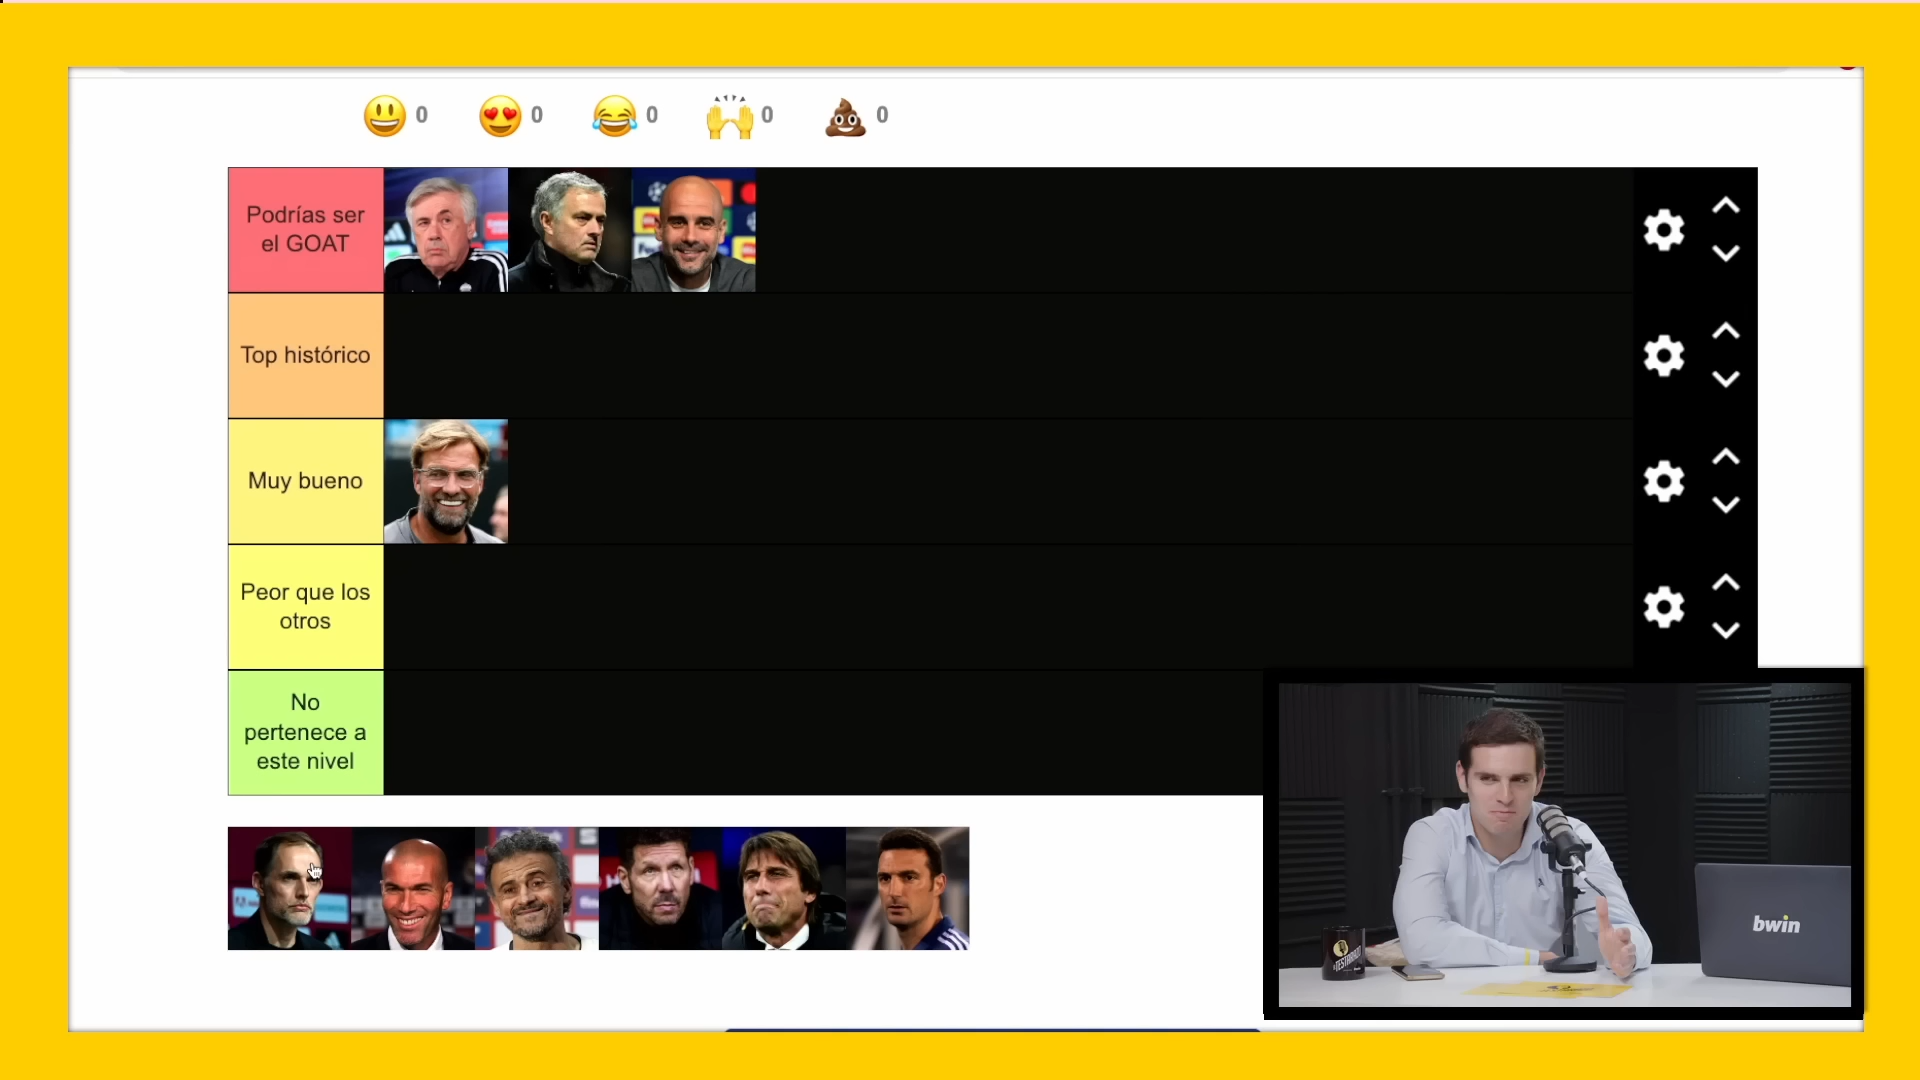 0
0
0
0
0
Podrías ser
el GOAT
Top histórico
Muy bueno
Peor que los
otros
No
pertenece a
este nivel
bwin